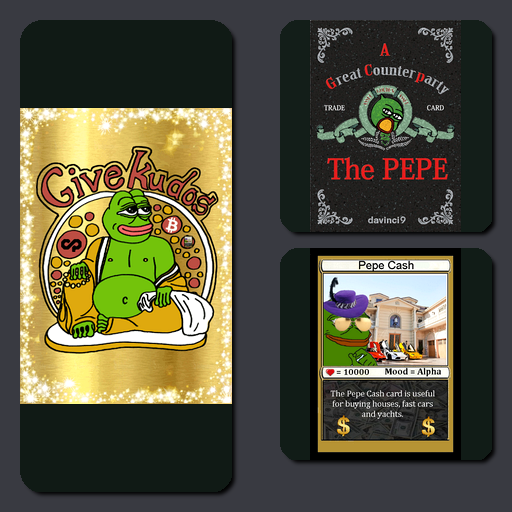 GiveKudos
A
Great Counterparty
TRADE
CARD
The PEPE
davinci9
Pepe Cash
= 10000
Mood = Alpha
The Pepe Cash card is useful
for buying houses, fast cars
and yachts.
$
$